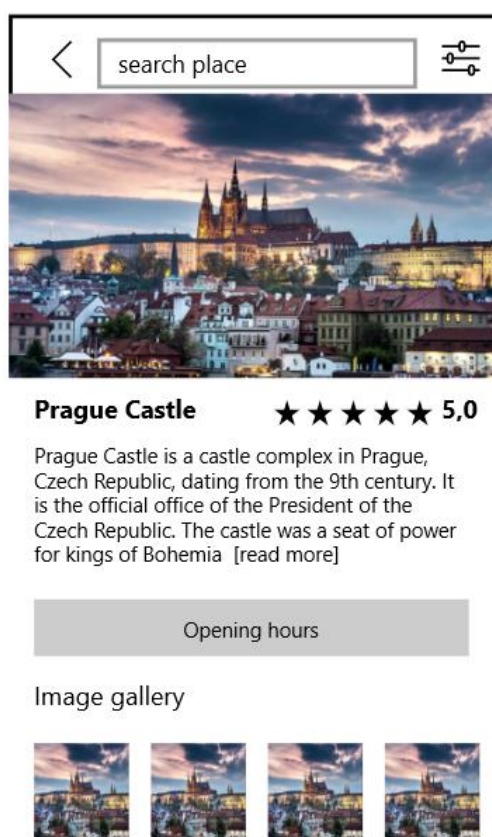 search place
Prague Castle
5,0
Prague Castle is a castle complex in Prague,
Czech Republic, dating from the 9th century. It
is the official office of the President of the
Czech Republic. The castle was a seat of power
for kings of Bohemia  [read more]
Opening hours
Image gallery